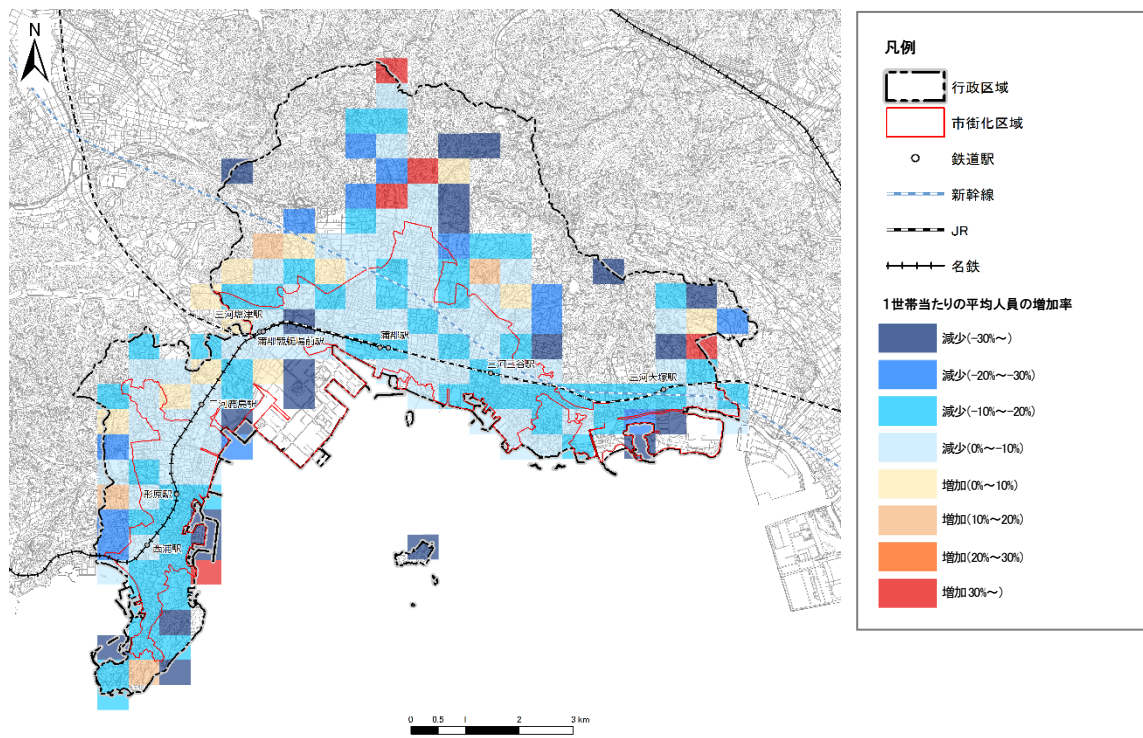 N
三河塩津駅
蒲郡競艇場前駅
蒲郡駅
三河三谷駅
三河大塚駅
三河鹿島駅
形原駅
西浦駅
0 0.5 1 2 3 km
凡例
行政区域
市街化区域
鉄道駅
新幹線
JR
名鉄
1世帯当たりの平均人員の増加率
減少(-30%～)
減少(-20%～-30%)
減少(-10%～-20%)
減少(0%～-10%)
増加(0%～10%)
増加(10%～20%)
増加(20%～30%)
増加30%～)